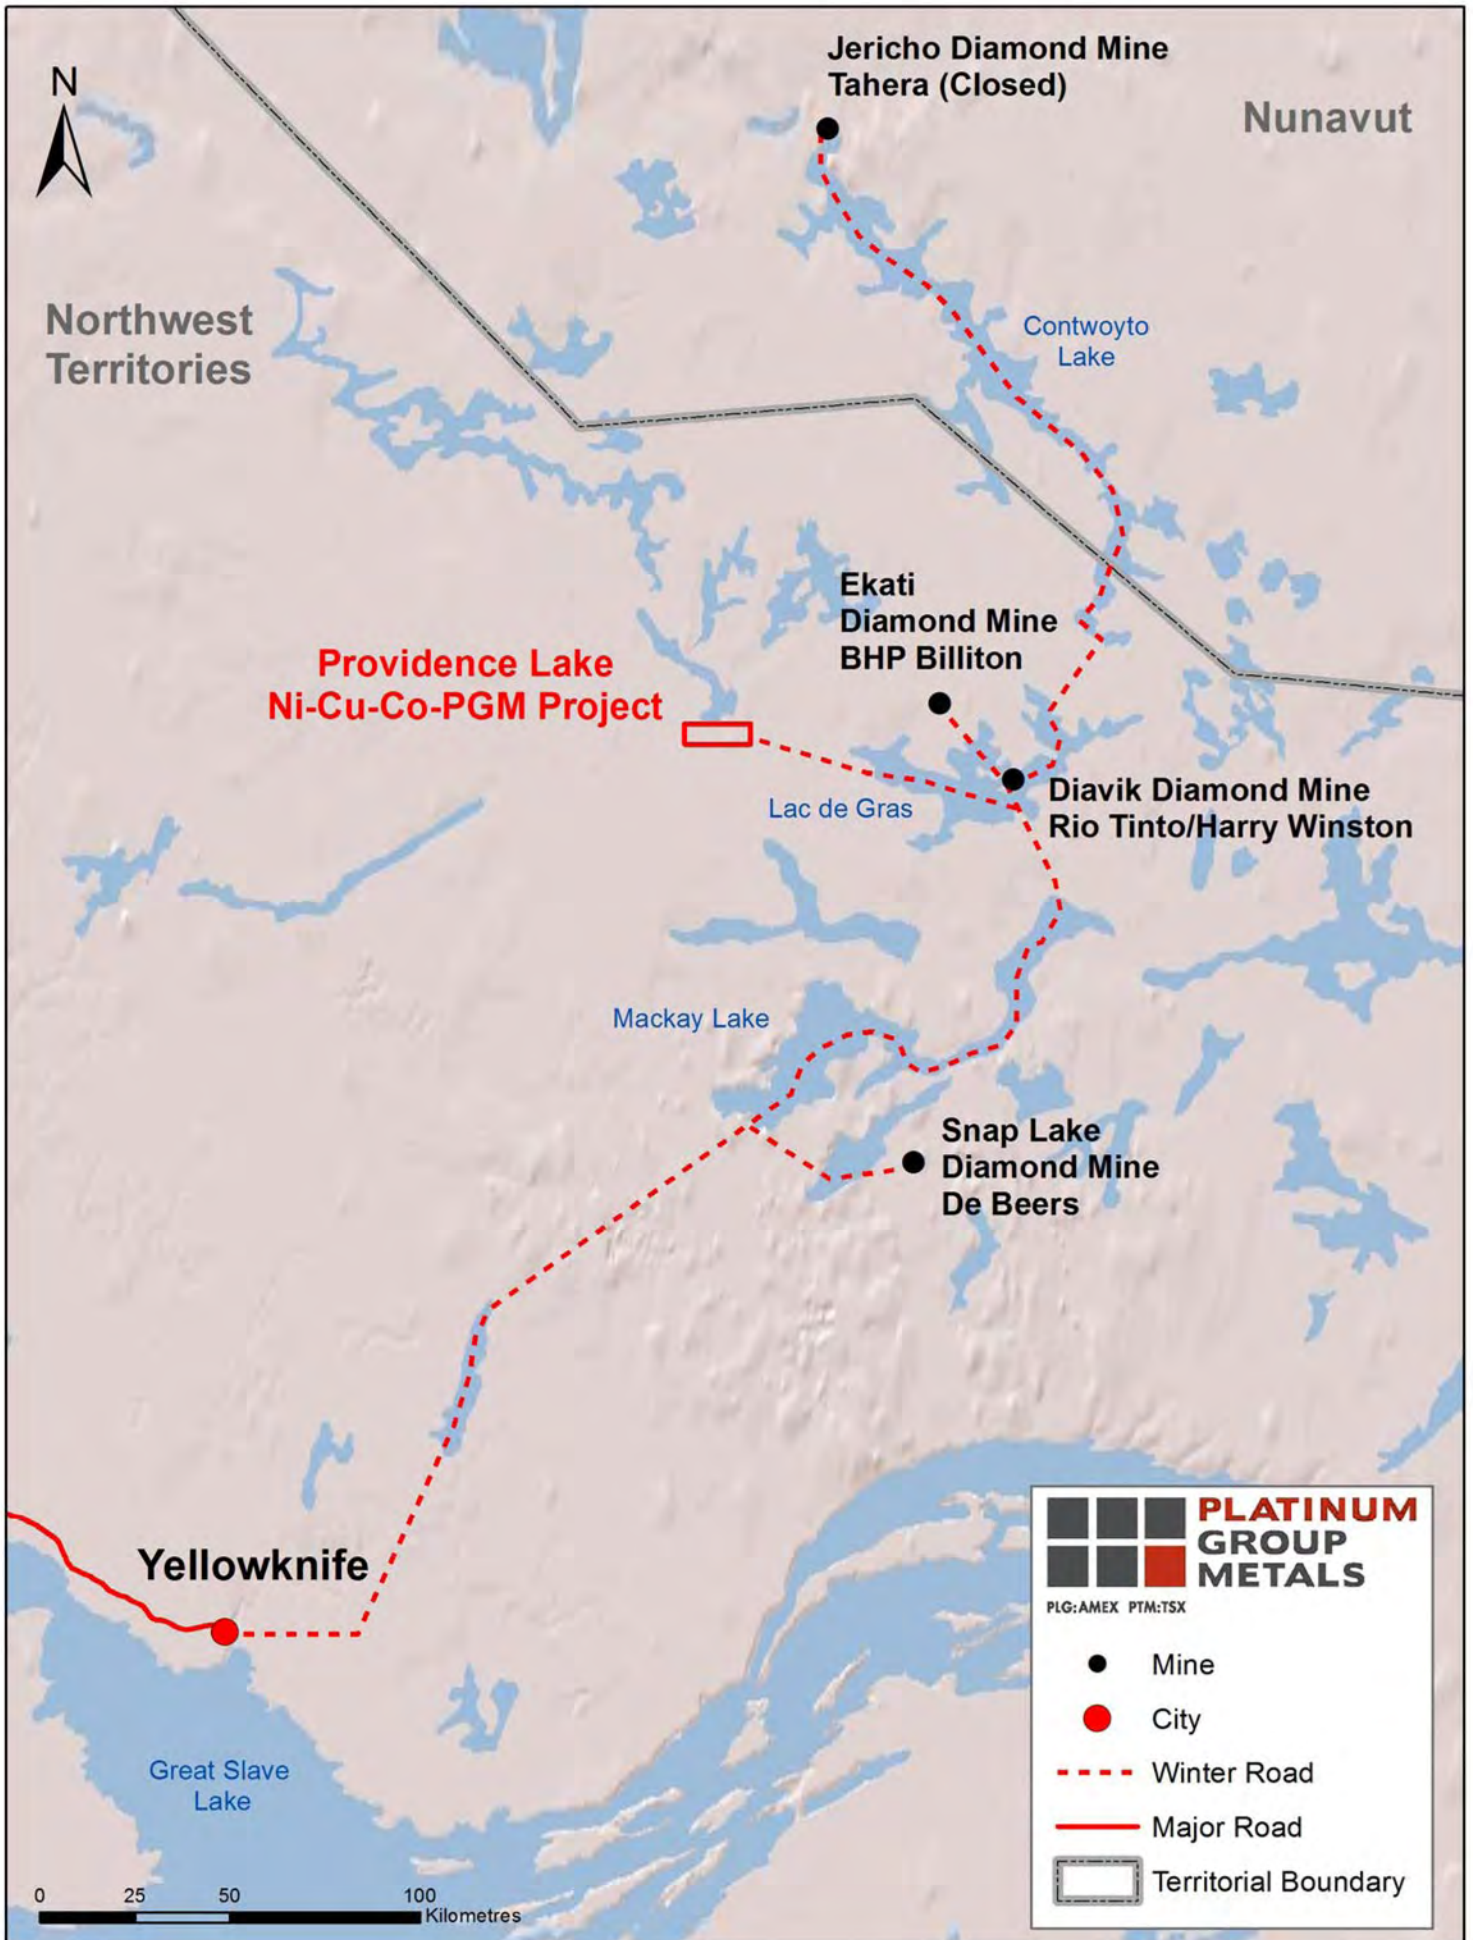 Jericho Diamond Mine
Tahera (Closed)
N
Nunavut
Northwest
Territories
Contwoyto
Lake
Ekati
Diamond Mine
BHP Billiton
Providence Lake
Ni-Cu-Co-PGM Project
Diavik Diamond Mine
Rio Tinto/Harry Winston
Lac de Gras
Mackay Lake
Snap Lake
Diamond Mine
De Beers
Yellowknife
Great Slave
Lake
PLATINUM
GROUP
METALS
PLG:AMEX PTM:TSX
Mine
City
Winter Road
Major Road
Territorial Boundary
0 25 50 100
Kilometres